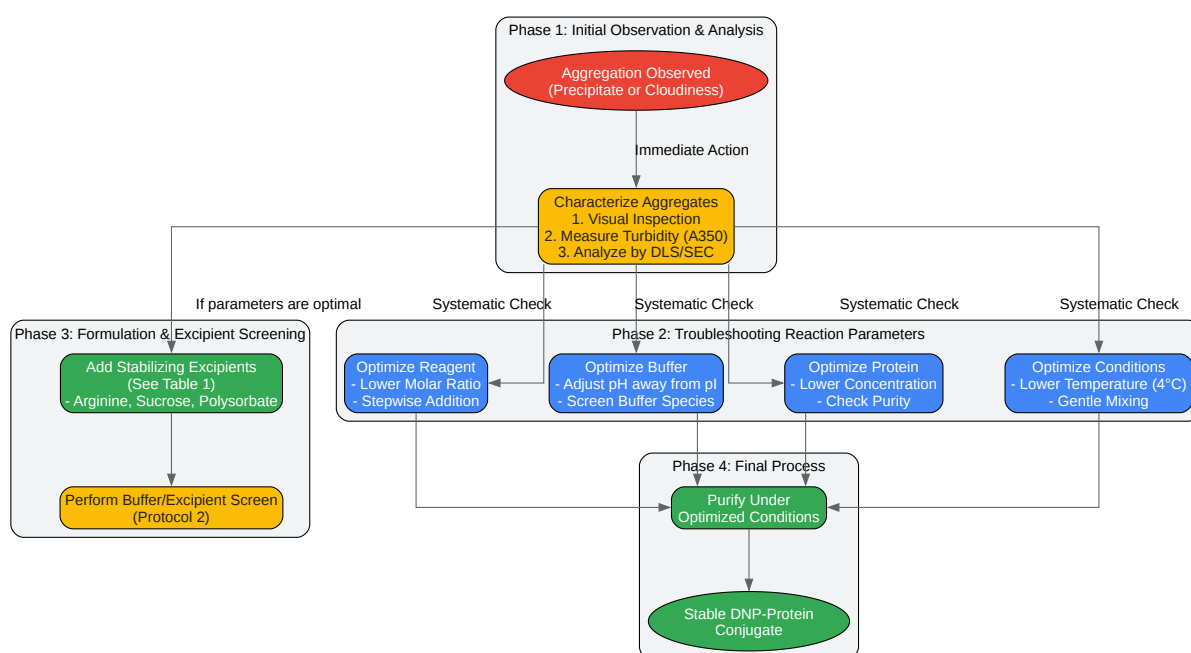 Phase 1: Initial Observation & Analysis
Aggregation Observed
(Precipitate or Cloudiness)
Immediate Action
Characterize Aggregates
1. Visual Inspection
2. Measure Turbidity (A350)
3. Analyze by DLS/SEC
If parameters are optimal
Systematic Check
Systematic Check
Systematic Check
Systematic Check
Phase 3: Formulation & Excipient Screening
Add Stabilizing Excipients
(See Table 1)
- Arginine, Sucrose, Polysorbate
Perform Buffer/Excipient Screen
(Protocol 2)
Phase 2: Troubleshooting Reaction Parameters
Optimize Reagent
- Lower Molar Ratio
- Stepwise Addition
Optimize Buffer
- Adjust pH away from pI
- Screen Buffer Species
Optimize Protein
- Lower Concentration
- Check Purity
Optimize Conditions
- Lower Temperature (4°C)
- Gentle Mixing
Phase 4: Final Process
Purify Under
Optimized Conditions
Stable DNP-Protein
Conjugate